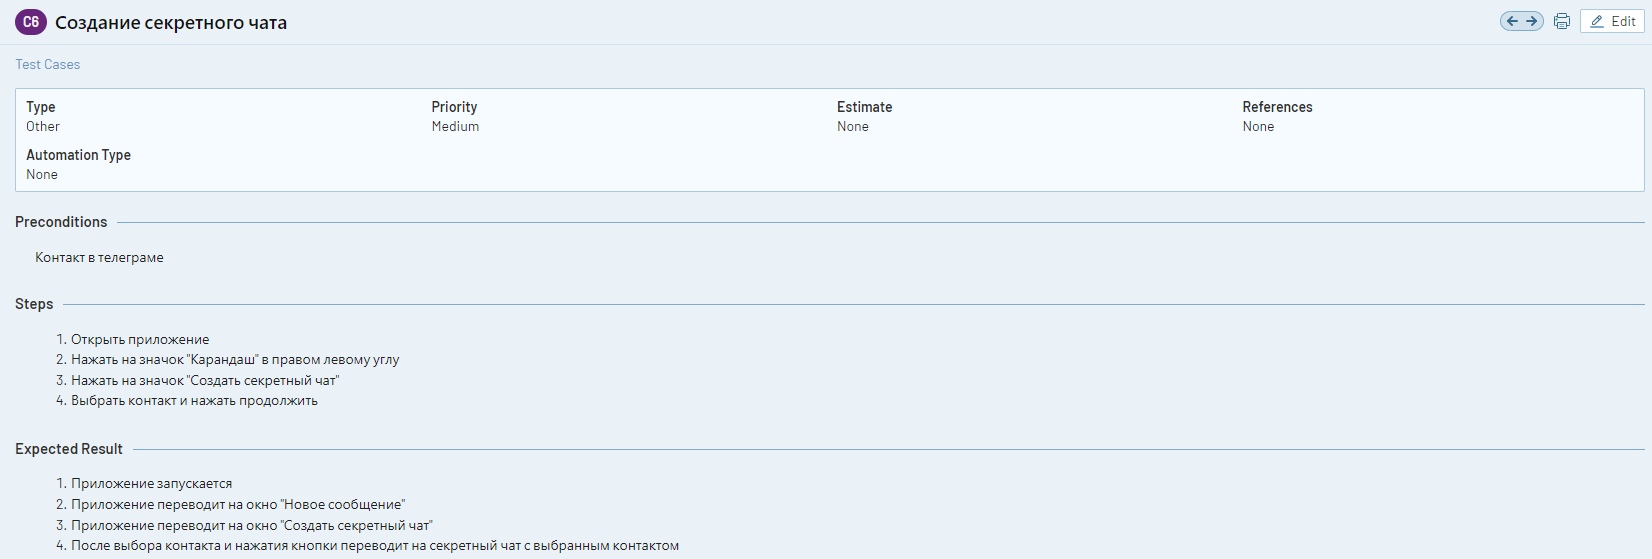 C6 Создание секретного чата
Edit
Test Cases
Type Priority Estimate References
Other Medium None None
Automation Type
None
Preconditions
Контакт в телеграме
Steps
1. Открыть приложение
2. Нажать на значок "Карандаш" в правом левому углу
3. Нажать на значок "Создать секретный чат"
4. Выбрать контакт и нажать продолжить
Expected Result
1. Приложение запускается
2. Приложение переводит на окно "Новое сообщение"
3. Приложение переводит на окно "Создать секретный чат"
4. После выбора контакта и нажатия кнопки переводит на секретный чат с выбранным контактом